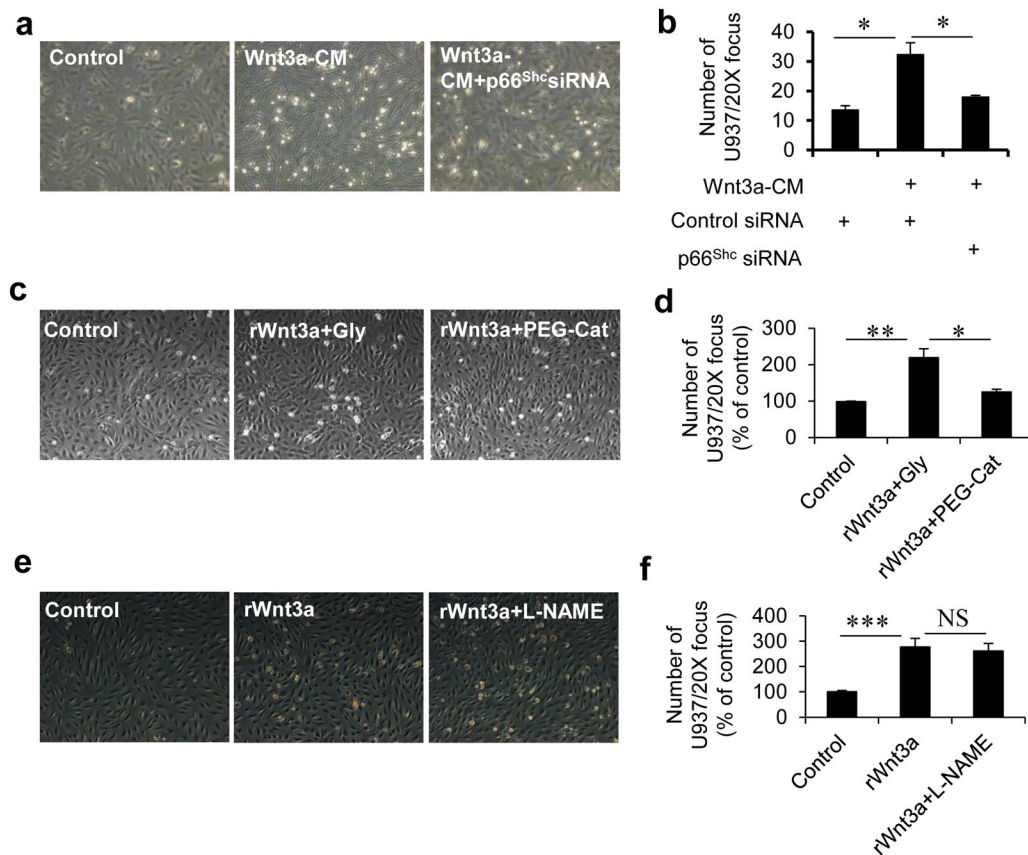 a
Control
Wnt3a-CM
Wnt3a-
CM+p66Shc siRNA
b
Number of
U937/20X focus
40
30
20
10
0
*
*
Wnt3a-CM + +
Control siRNA + +
p66Shc siRNA +
c
Control
rWnt3a+Gly
rWnt3a+PEG-Cat
d
Number of
U937/20X focus
(% of control)
300
200
100
0
**
*
Control
rWnt3a+Gly
rWnt3a+PEG-Cat
e
Control
rWnt3a
rWnt3a+L-NAME
f
Number of
U937/20X focus
(% of control)
400
300
200
100
0
***
NS
Control
rWnt3a
rWnt3a+L-NAME